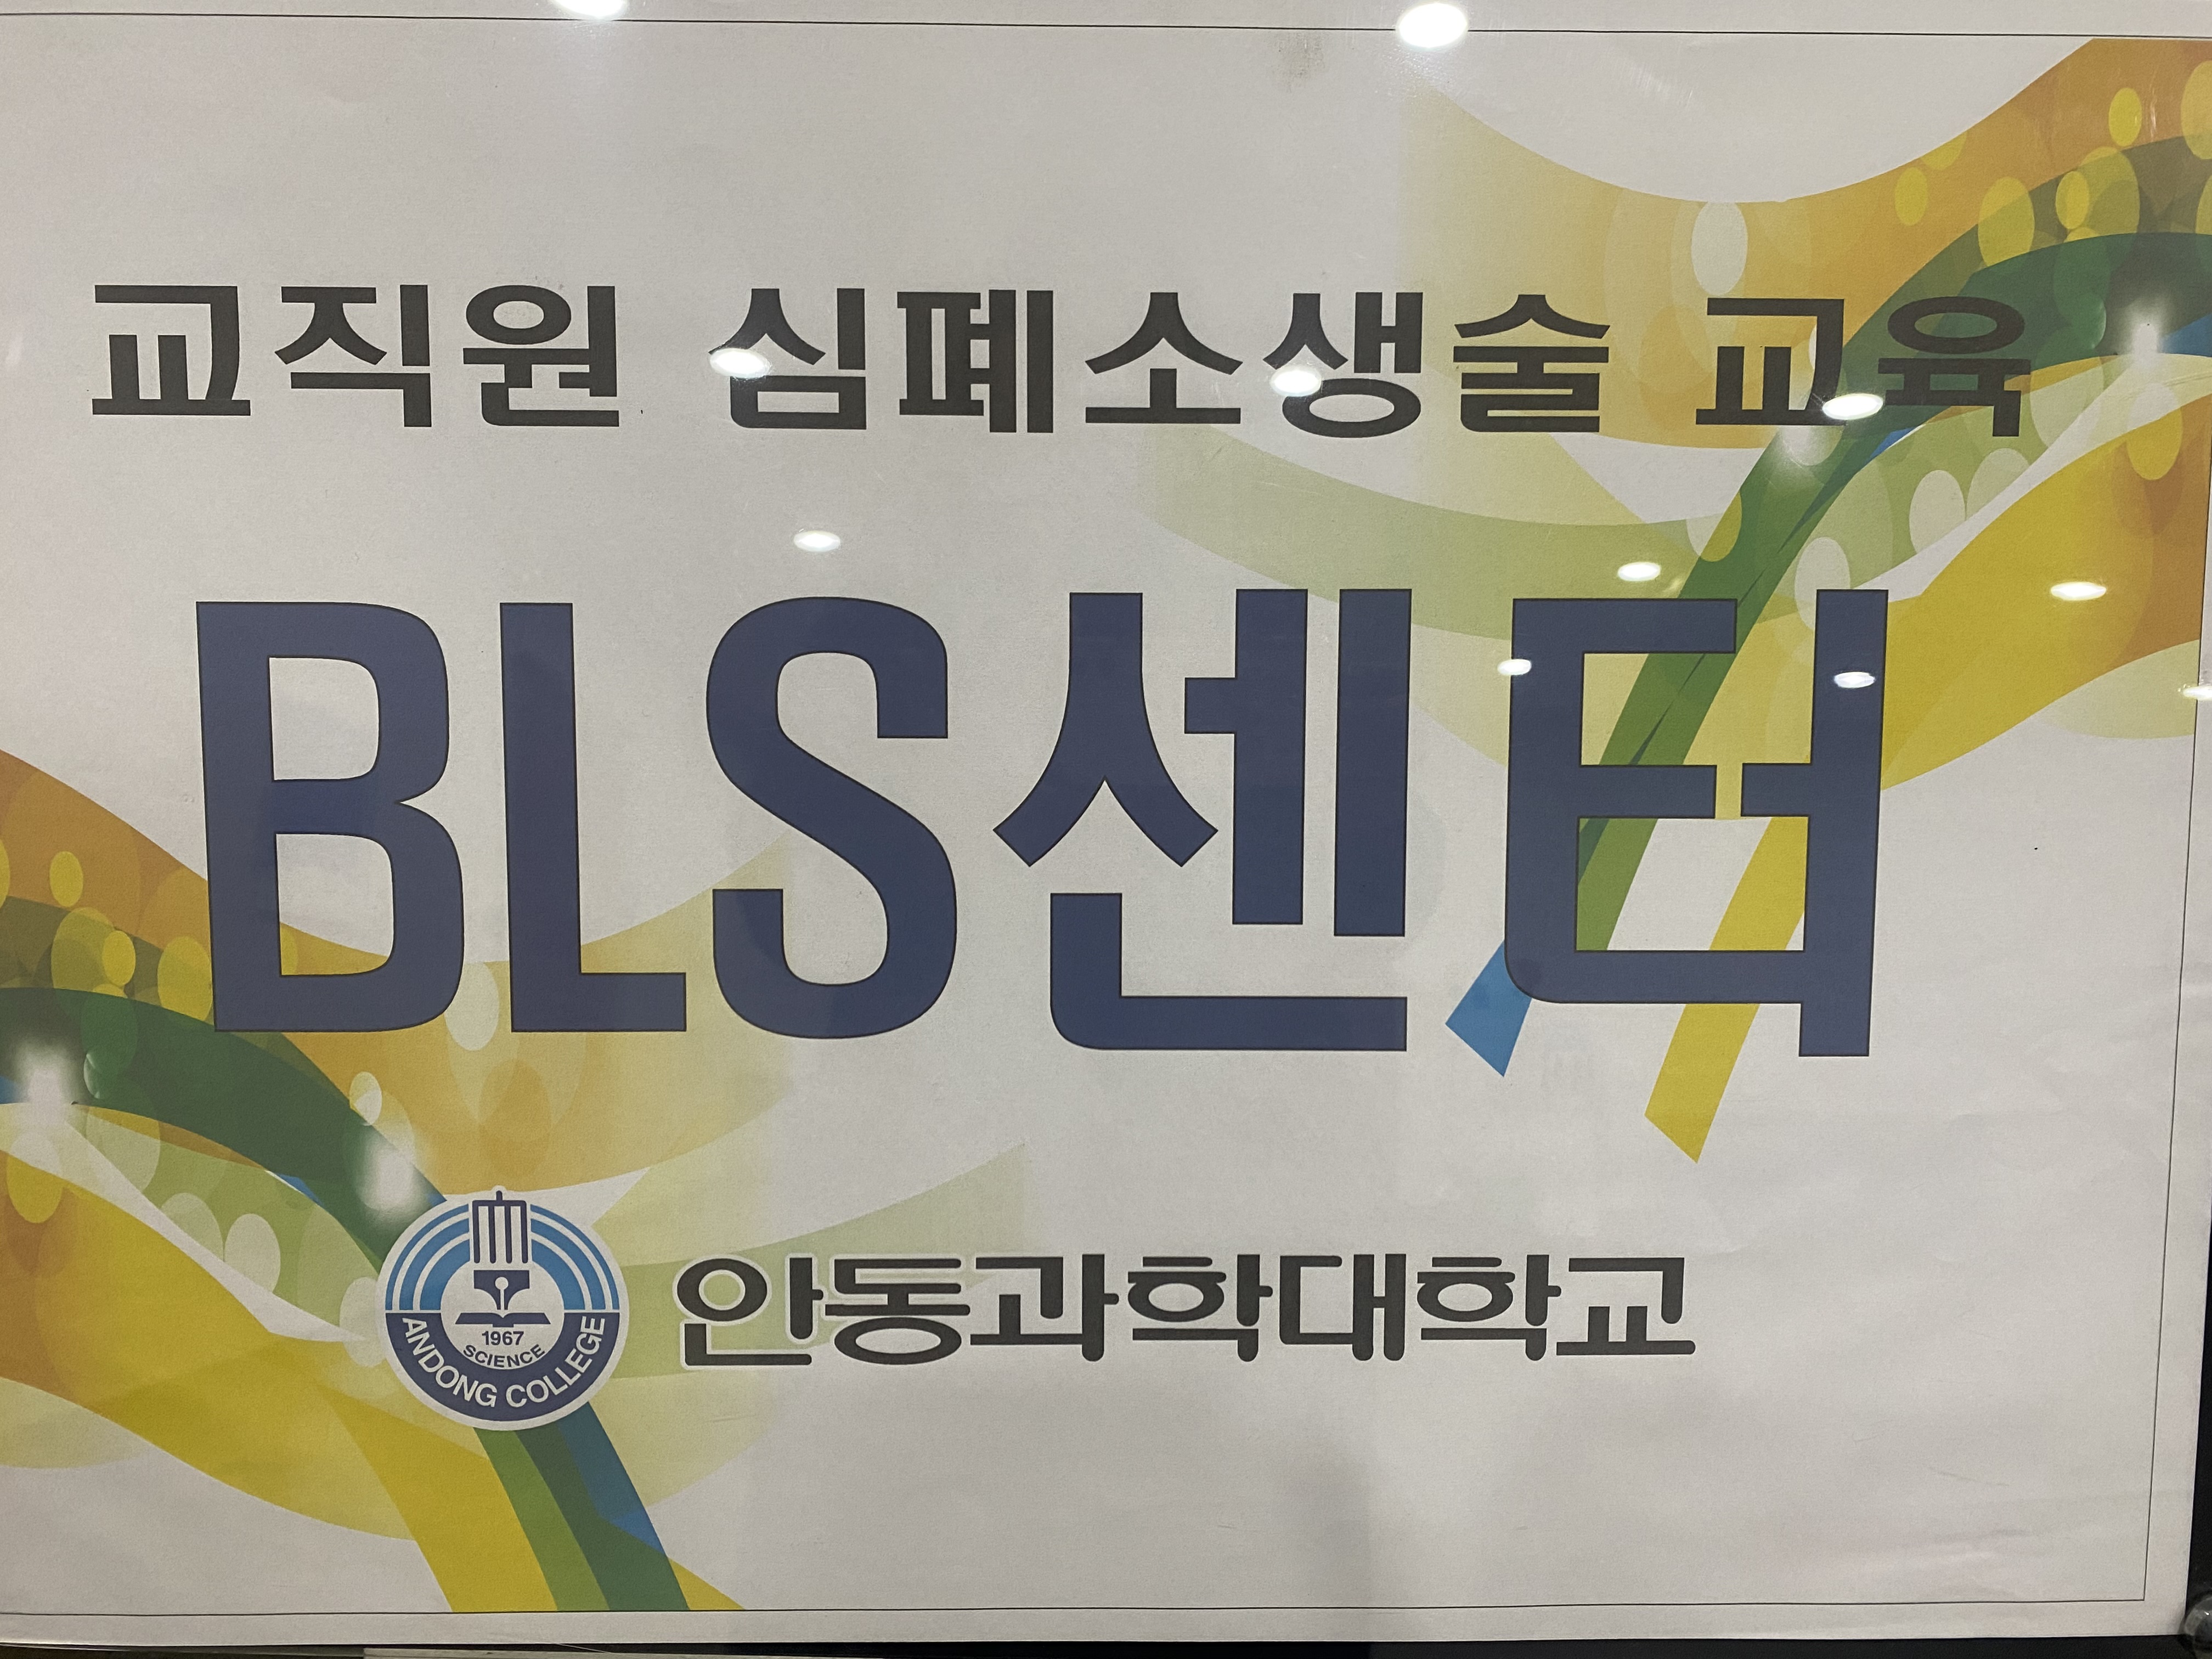 교직원 심폐소생술 교육
BLS센터
1967
SCIENCE
ANDONG COLLEGE
안동과학대학교